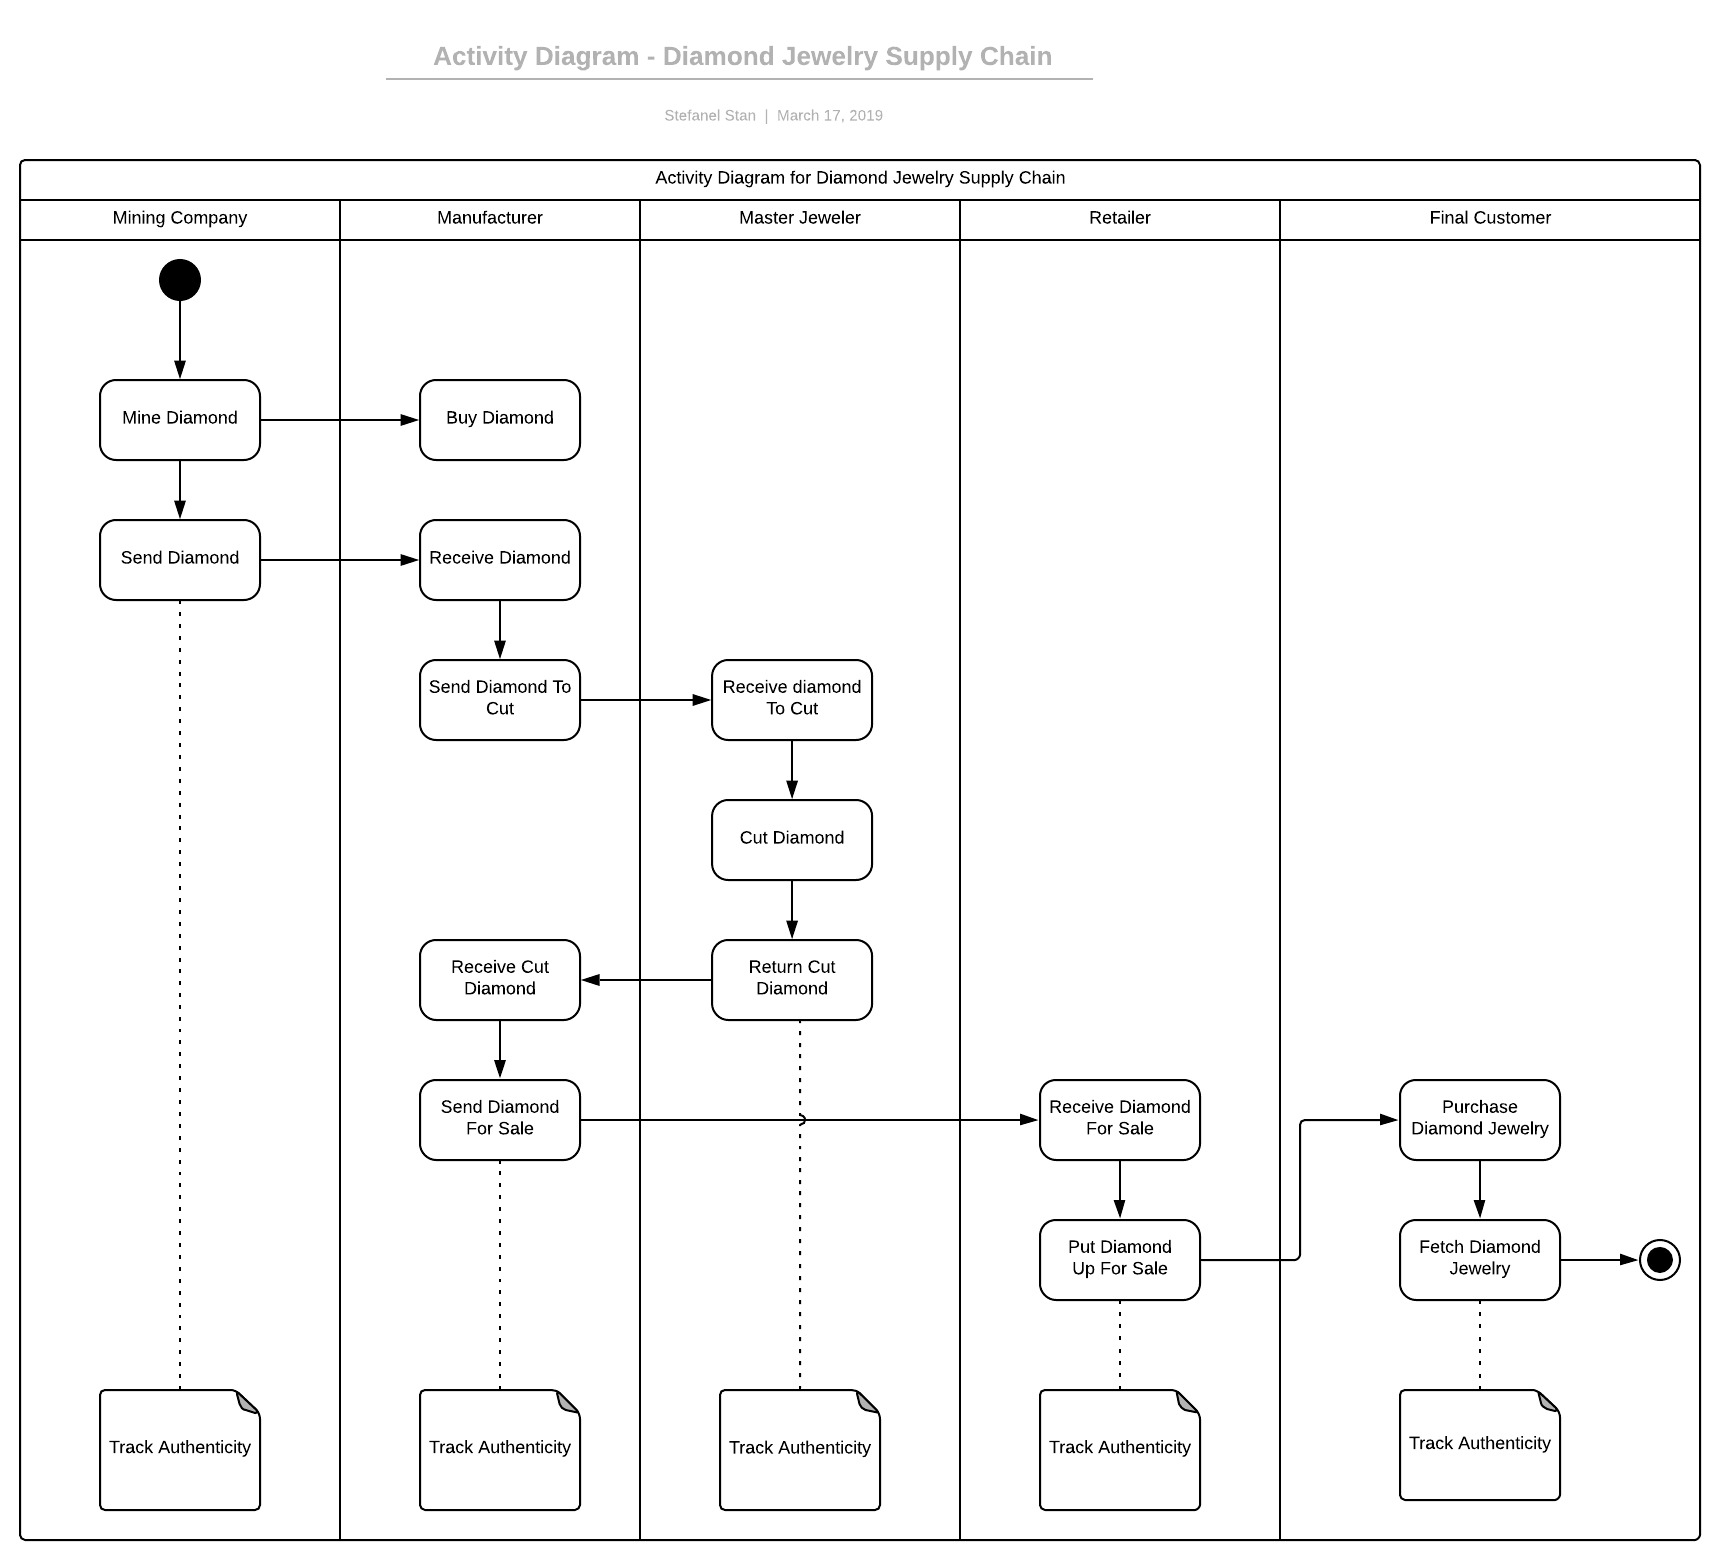 Activity Diagram - Diamond Jewelry Supply Chain
Stefanel Stan | March 17, 2019
Activity Diagram for Diamond Jewelry Supply Chain
Mining Company
Manufacturer
Master Jeweler
Retailer
Final Customer
Mine Diamond
Buy Diamond
Send Diamond
Receive Diamond
Send Diamond To
Cut
Receive diamond
To Cut
Cut Diamond
Receive Cut
Diamond
Return Cut
Diamond
Send Diamond
For Sale
Receive Diamond
For Sale
Purchase
Diamond Jewelry
Put Diamond
Up For Sale
Fetch Diamond
Jewelry
Track Authenticity
Track Authenticity
Track Authenticity
Track Authenticity
Track Authenticity